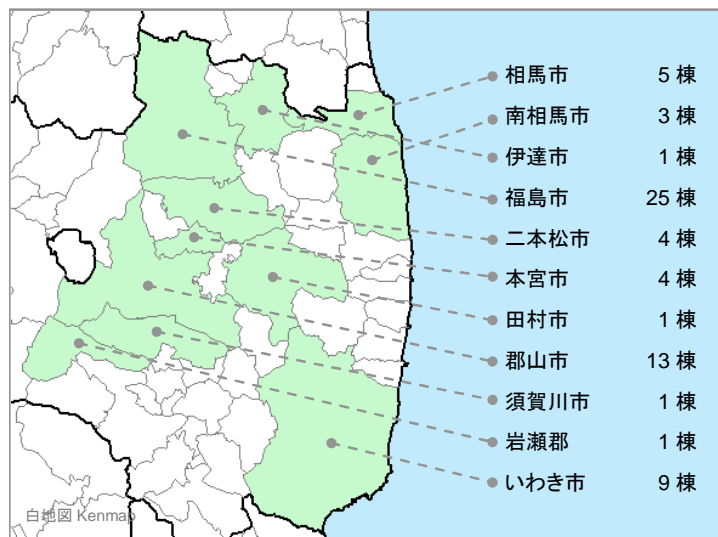 相馬市 5 棟
南相馬市 3 棟
伊達市 1 棟
福島市 25 棟
二本松市 4 棟
本宮市 4 棟
田村市 1 棟
郡山市 13 棟
須賀川市 1 棟
岩瀬郡 1 棟
いわき市 9 棟
白地図 Kenmap